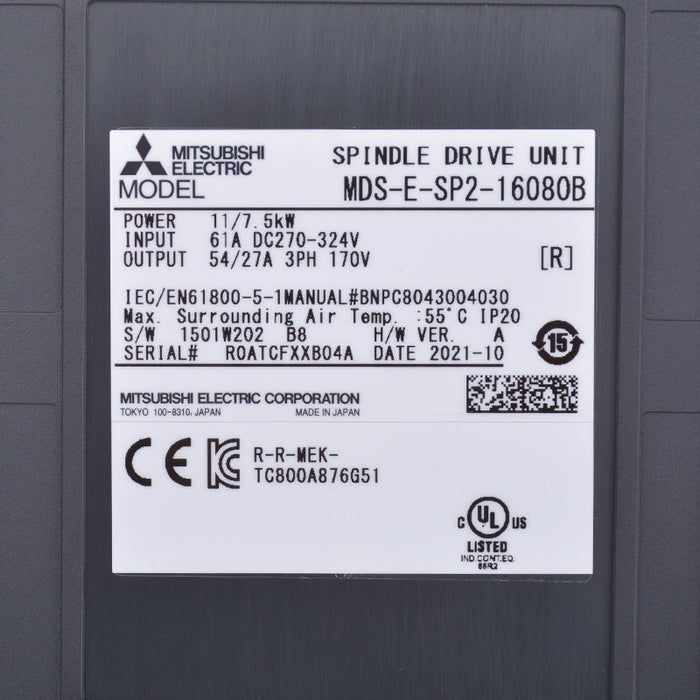 MITSUBISHI ELECTRIC
SPINDLE DRIVE UNIT
MODEL MDS-E-SP2-16080B
POWER 11/7.5kW
INPUT 61A DC270-324V
OUTPUT 54/27A 3PH 170V [R]
IEC/EN61800-5-1MANUAL#BNPC8043004030
Max. Surrounding Air Temp. :55°C IP20
S/W 1501W202 B8 H/W VER. A
SERIAL# ROATCFXXB04A DATE 2021-10
15
MITSUBISHI ELECTRIC CORPORATION
TOKYO 100-8310, JAPAN MADE IN JAPAN
CE
R-R-MEK-
TC800A876G51
c UL US
LISTED
IND.CONT.EQ.